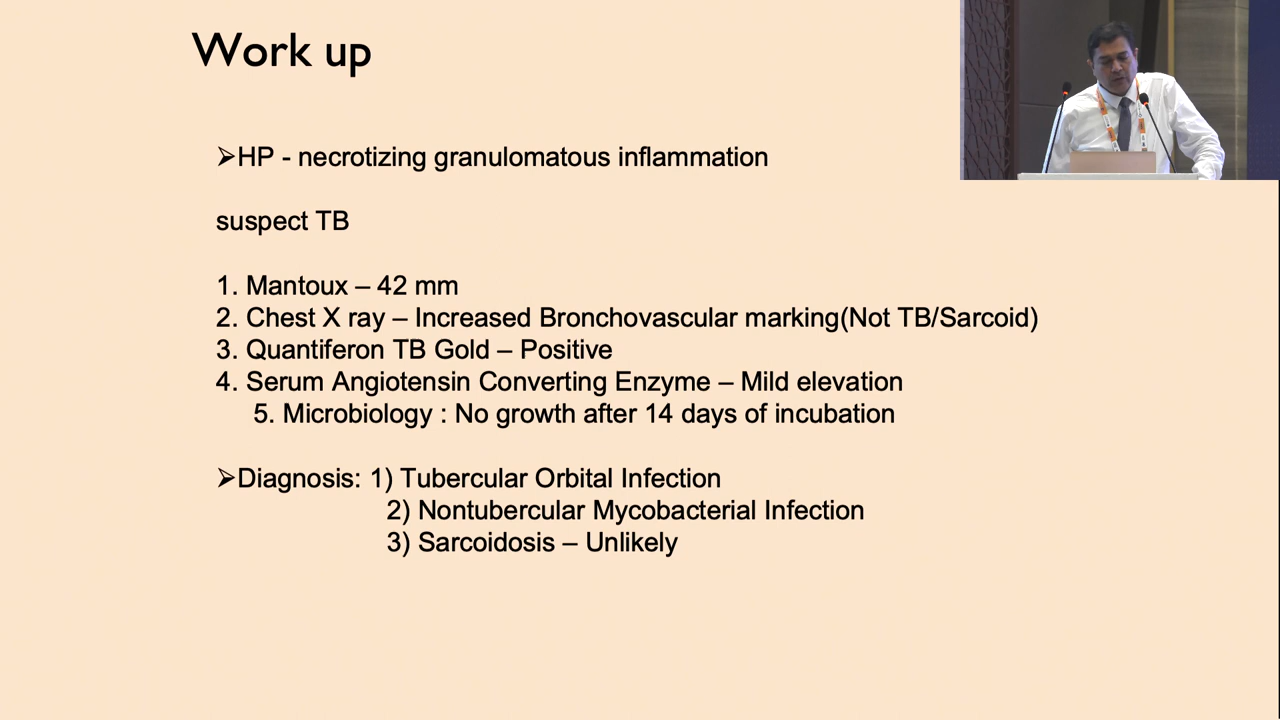 Work up
➢HP - necrotizing granulomatous inflammation
suspect TB
1. Mantoux – 42 mm
2. Chest X ray – Increased Bronchovascular marking(Not TB/Sarcoid)
3. Quantiferon TB Gold – Positive
4. Serum Angiotensin Converting Enzyme – Mild elevation
5. Microbiology : No growth after 14 days of incubation
➢Diagnosis: 1) Tubercular Orbital Infection
2) Nontubercular Mycobacterial Infection
3) Sarcoidosis – Unlikely